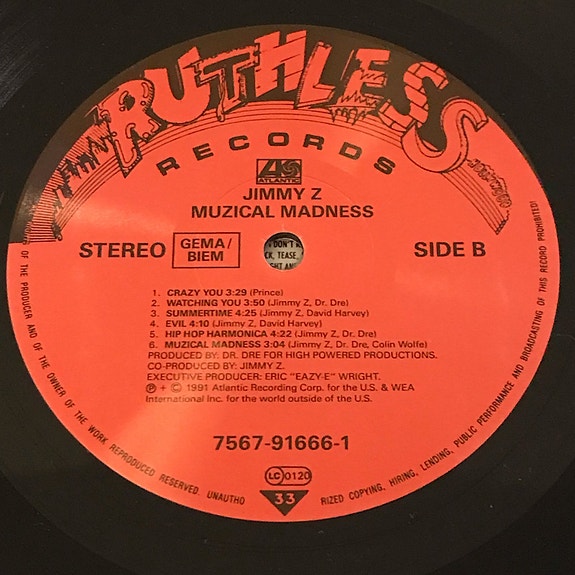 RUTHLESS
RECORDS
ATLANTIC
JIMMY Z
MUZICAL MADNESS
STEREO
GEMA/
BIEM
SIDE B
DON'T
CK, TEASE,
GHT AN
1. CRAZY YOU 3:29 (Prince)
2. WATCHING YOU 3:50 (Jimmy Z, Dr. Dre)
3. SUMMERTIME 4:25 (Jimmy Z, David Harvey)
4. EVIL 4:10 (Jimmy Z, David Harvey)
5. HIP HOP HARMONICA 4:22 (Jimmy Z, Dr. Dre)
6. MUZICAL MADNESS 3:04 (Jimmy Z, Dr. Dre, Colin Wolfe)
PRODUCED BY: DR. DRE FOR HIGH POWERED PRODUCTIONS.
CO-PRODUCED BY: JIMMY Z.
EXECUTIVE PRODUCER: ERIC "EAZY-E" WRIGHT.
℗ + © 1991 Atlantic Recording Corp. for the U.S. & WEA
International Inc. for the world outside of the U.S.
7567-91666-1
LC 0120
33
OF THE PRODUCER AND OF THE OWNER OF THE WORK REPRODUCED RESERVED. UNAUTHO
RIZED COPYING, HIRING, LENDING, PUBLIC PERFORMANCE AND BROADCASTING OF THIS RECORD PROHIBITED!